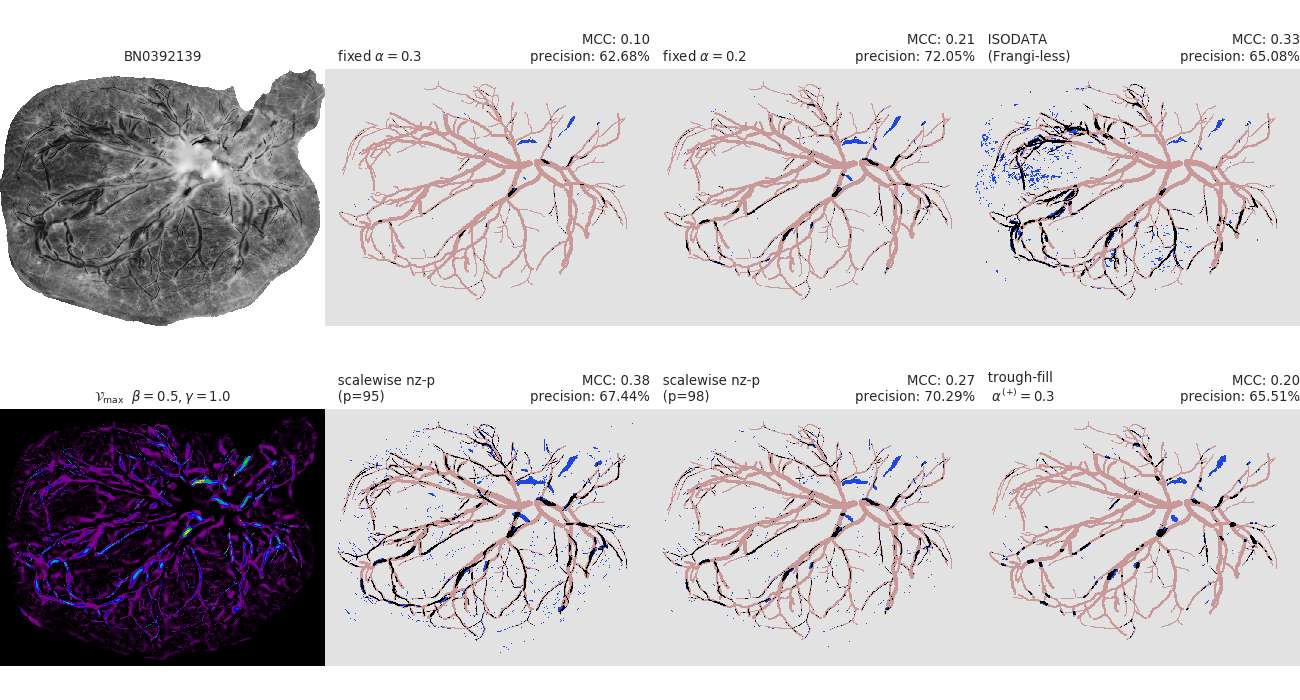 BN0392139
fixed α = 0.3
MCC: 0.10
precision: 62.68%
fixed α = 0.2
MCC: 0.21
precision: 72.05%
ISODATA
(Frangi-less)
MCC: 0.33
precision: 65.08%
𝒱max β = 0.5, γ = 1.0
scalewise nz-p
(p=95)
MCC: 0.38
precision: 67.44%
scalewise nz-p
(p=98)
MCC: 0.27
precision: 70.29%
trough-fill
α(+) = 0.3
MCC: 0.20
precision: 65.51%